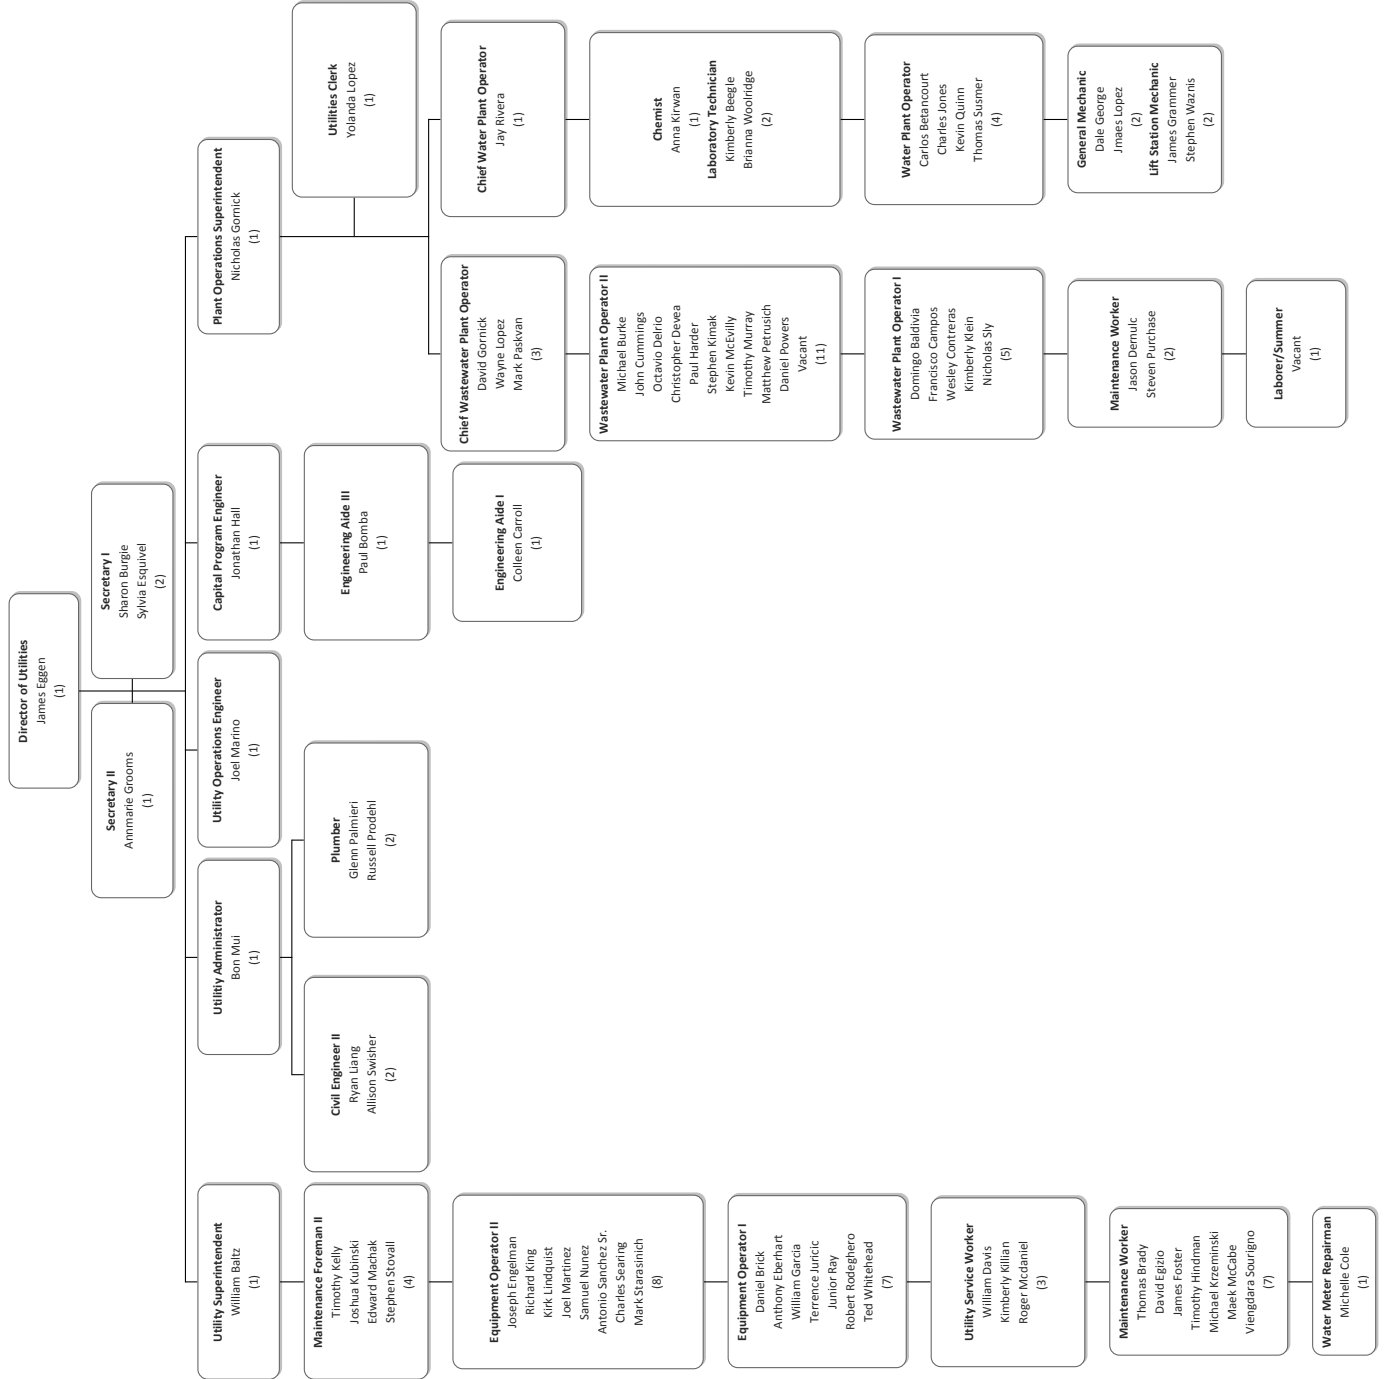 Director of Utilities
James Eggen
(1)
Secretary II
Annmarie Grooms
(1)
Secretary I
Sharon Burgie
Sylvia Esquivel
(2)
Utility Superintendent
William Baltz
(1)
Utilitiy Administrator
Bon Mui
(1)
Utility Operations Engineer
Joel Marino
(1)
Capital Program Engineer
Jonathan Hall
(1)
Plant Operations Superintendent
Nicholas Gornick
(1)
Utilities Clerk
Yolanda Lopez
(1)
Maintenance Foreman II
Timothy Kelly
Joshua Kubinski
Edward Machak
Stephen Stovall
(4)
Civil Engineer II
Ryan Liang
Allison Swisher
(2)
Plumber
Glenn Palmieri
Russell Prodehl
(2)
Engineering Aide III
Paul Bomba
(1)
Engineering Aide I
Colleen Carroll
(1)
Chief Wastewater Plant Operator
David Gornick
Wayne Lopez
Mark Paskvan
(3)
Chief Water Plant Operator
Jay Rivera
(1)
Equipment Operator II
Joseph Engelman
Richard King
Kirk Lindquist
Joel Martinez
Samuel Nunez
Antonio Sanchez Sr.
Charles Searing
Mark Starasinich
(8)
Wastewater Plant Operator II
Michael Burke
John Cummings
Octavio Delrio
Christopher Devea
Paul Harder
Stephen Kimak
Kevin McEvilly
Timothy Murray
Matthew Petrusich
Daniel Powers
Vacant
(11)
Chemist
Anna Kirwan
(1)
Laboratory Technician
Kimberly Beegle
Brianna Woolridge
(2)
Equipment Operator I
Daniel Brick
Anthony Eberhart
William Garcia
Terrence Juricic
Junior Ray
Robert Rodeghero
Ted Whitehead
(7)
Wastewater Plant Operator I
Domingo Baldivia
Francisco Campos
Wesley Contreras
Kimberly Klein
Nicholas Sly
(5)
Water Plant Operator
Carlos Betancourt
Charles Jones
Kevin Quinn
Thomas Susmer
(4)
Utility Service Worker
William Davis
Kimberly Killian
Roger Mcdaniel
(3)
Maintenance Worker
Jason Dernulc
Steven Purchase
(2)
General Mechanic
Dale George
Jmaes Lopez
(2)
Lift Station Mechanic
James Grammer
Stephen Waznis
(2)
Maintenance Worker
Thomas Brady
David Egizio
James Foster
Timothy Hindman
Michael Krzeminski
Maek McCabe
Viengdara Sourigno
(7)
Laborer/Summer
Vacant
(1)
Water Meter Repairman
Michelle Cole
(1)